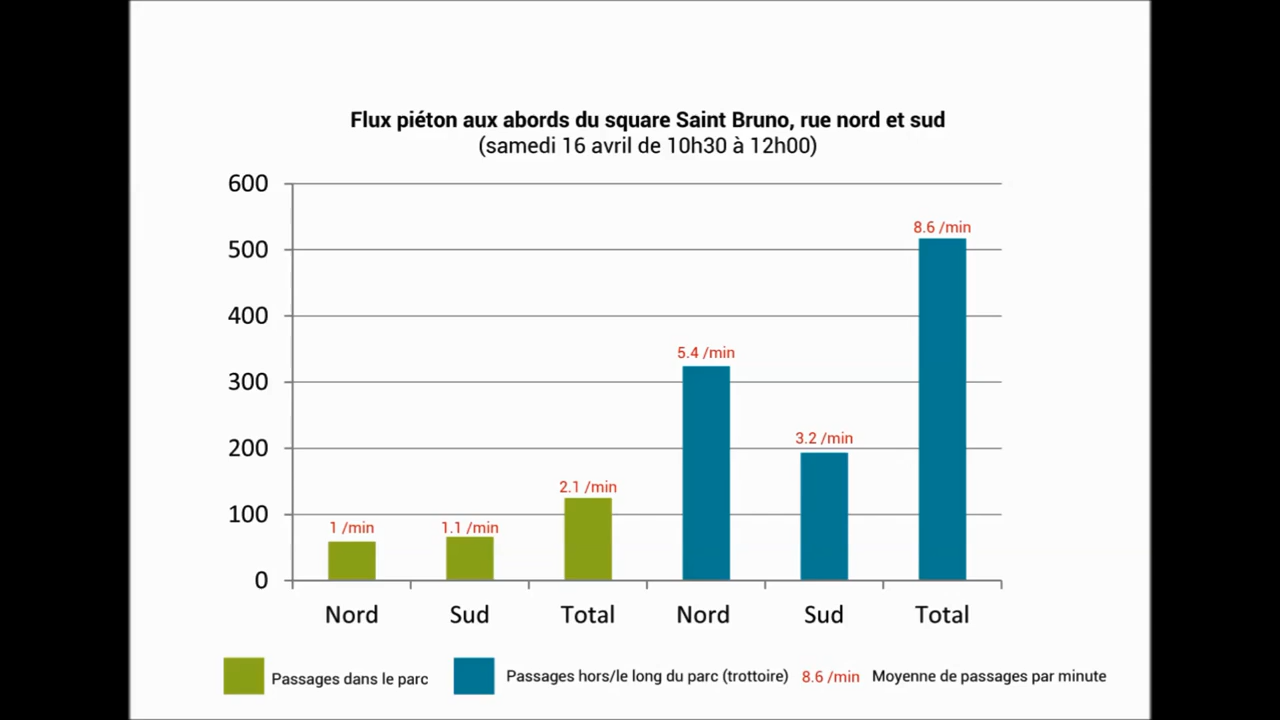 Flux piéton aux abords du square Saint Bruno, rue nord et sud
(samedi 16 avril de 10h30 à 12h00)
600
500
400
300
200
100
0
8.6 /min
5.4 /min
3.2 /min
2.1 /min
1 /min
1.1 /min
Nord Sud Total Nord Sud Total
Passages dans le parc
Passages hors/le long du parc (trottoire)
8.6 /min Moyenne de passages par minute